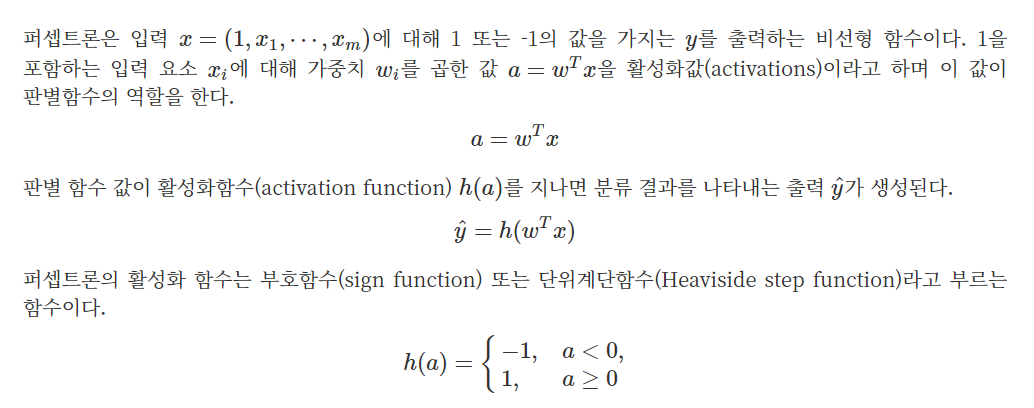 퍼셉트론은 입력 x = (1, x₁, ⋯, xₘ)에 대해 1 또는 -1의 값을 가지는 y를 출력하는 비선형 함수이다. 1을
포함하는 입력 요소 xᵢ에 대해 가중치 wᵢ를 곱한 값 a = wᵀx을 활성화값(activations)이라고 하며 이 값이
판별함수의 역할을 한다.
a = wᵀx
판별 함수 값이 활성화함수(activation function) h(a)를 지나면 분류 결과를 나타내는 출력 ŷ가 생성된다.
ŷ = h(wᵀx)
퍼셉트론의 활성화 함수는 부호함수(sign function) 또는 단위계단함수(Heaviside step function)라고 부르는
함수이다.
h(a) = { −1, a < 0,
1, a ≥ 0